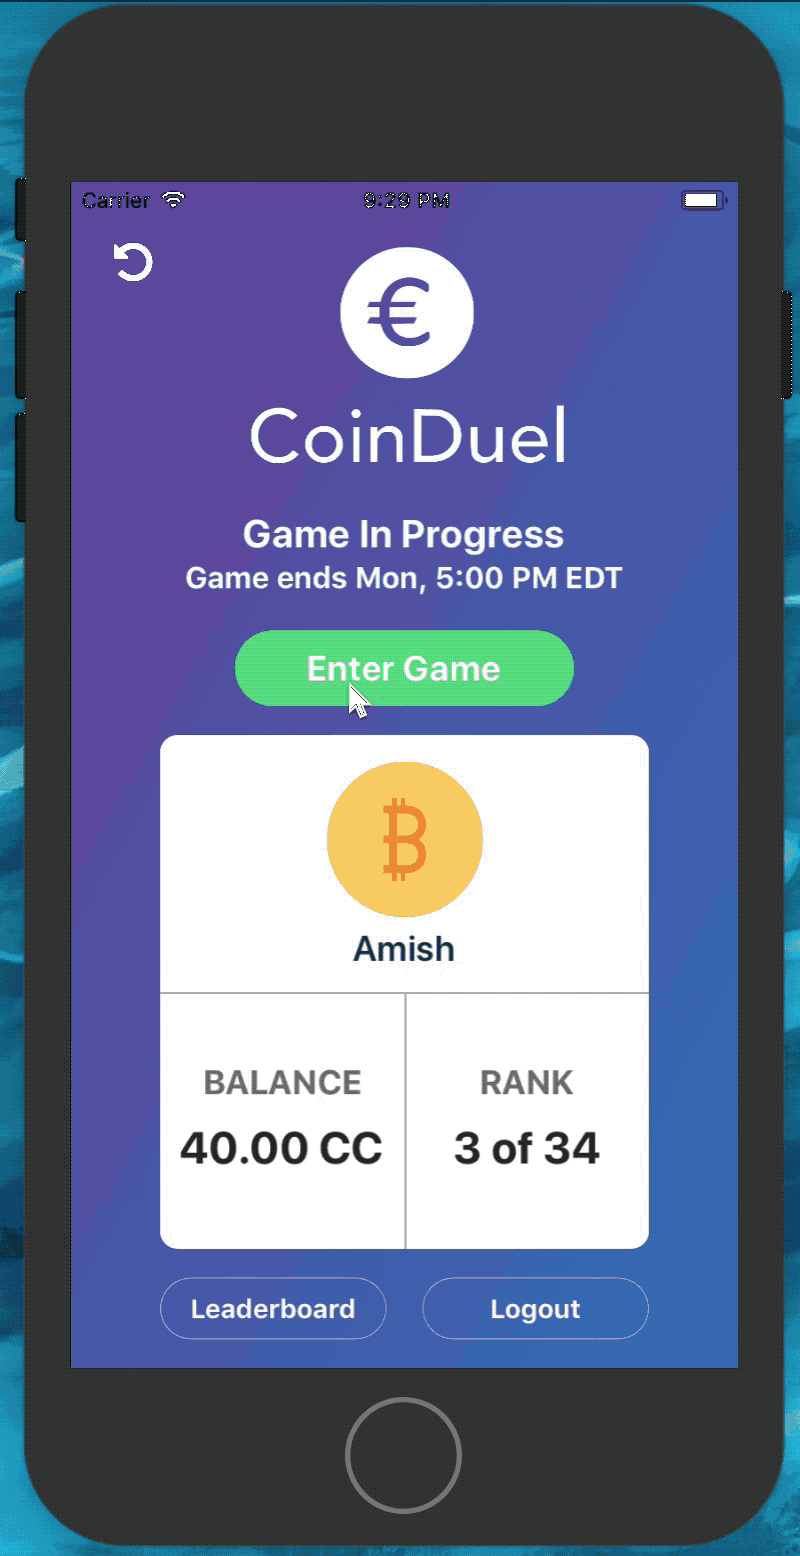 Carrier 9:29 PM
CoinDuel
Game In Progress
Game ends Mon, 5:00 PM EDT
Enter Game
Amish
BALANCE RANK
40.00 CC 3 of 34
Leaderboard Logout